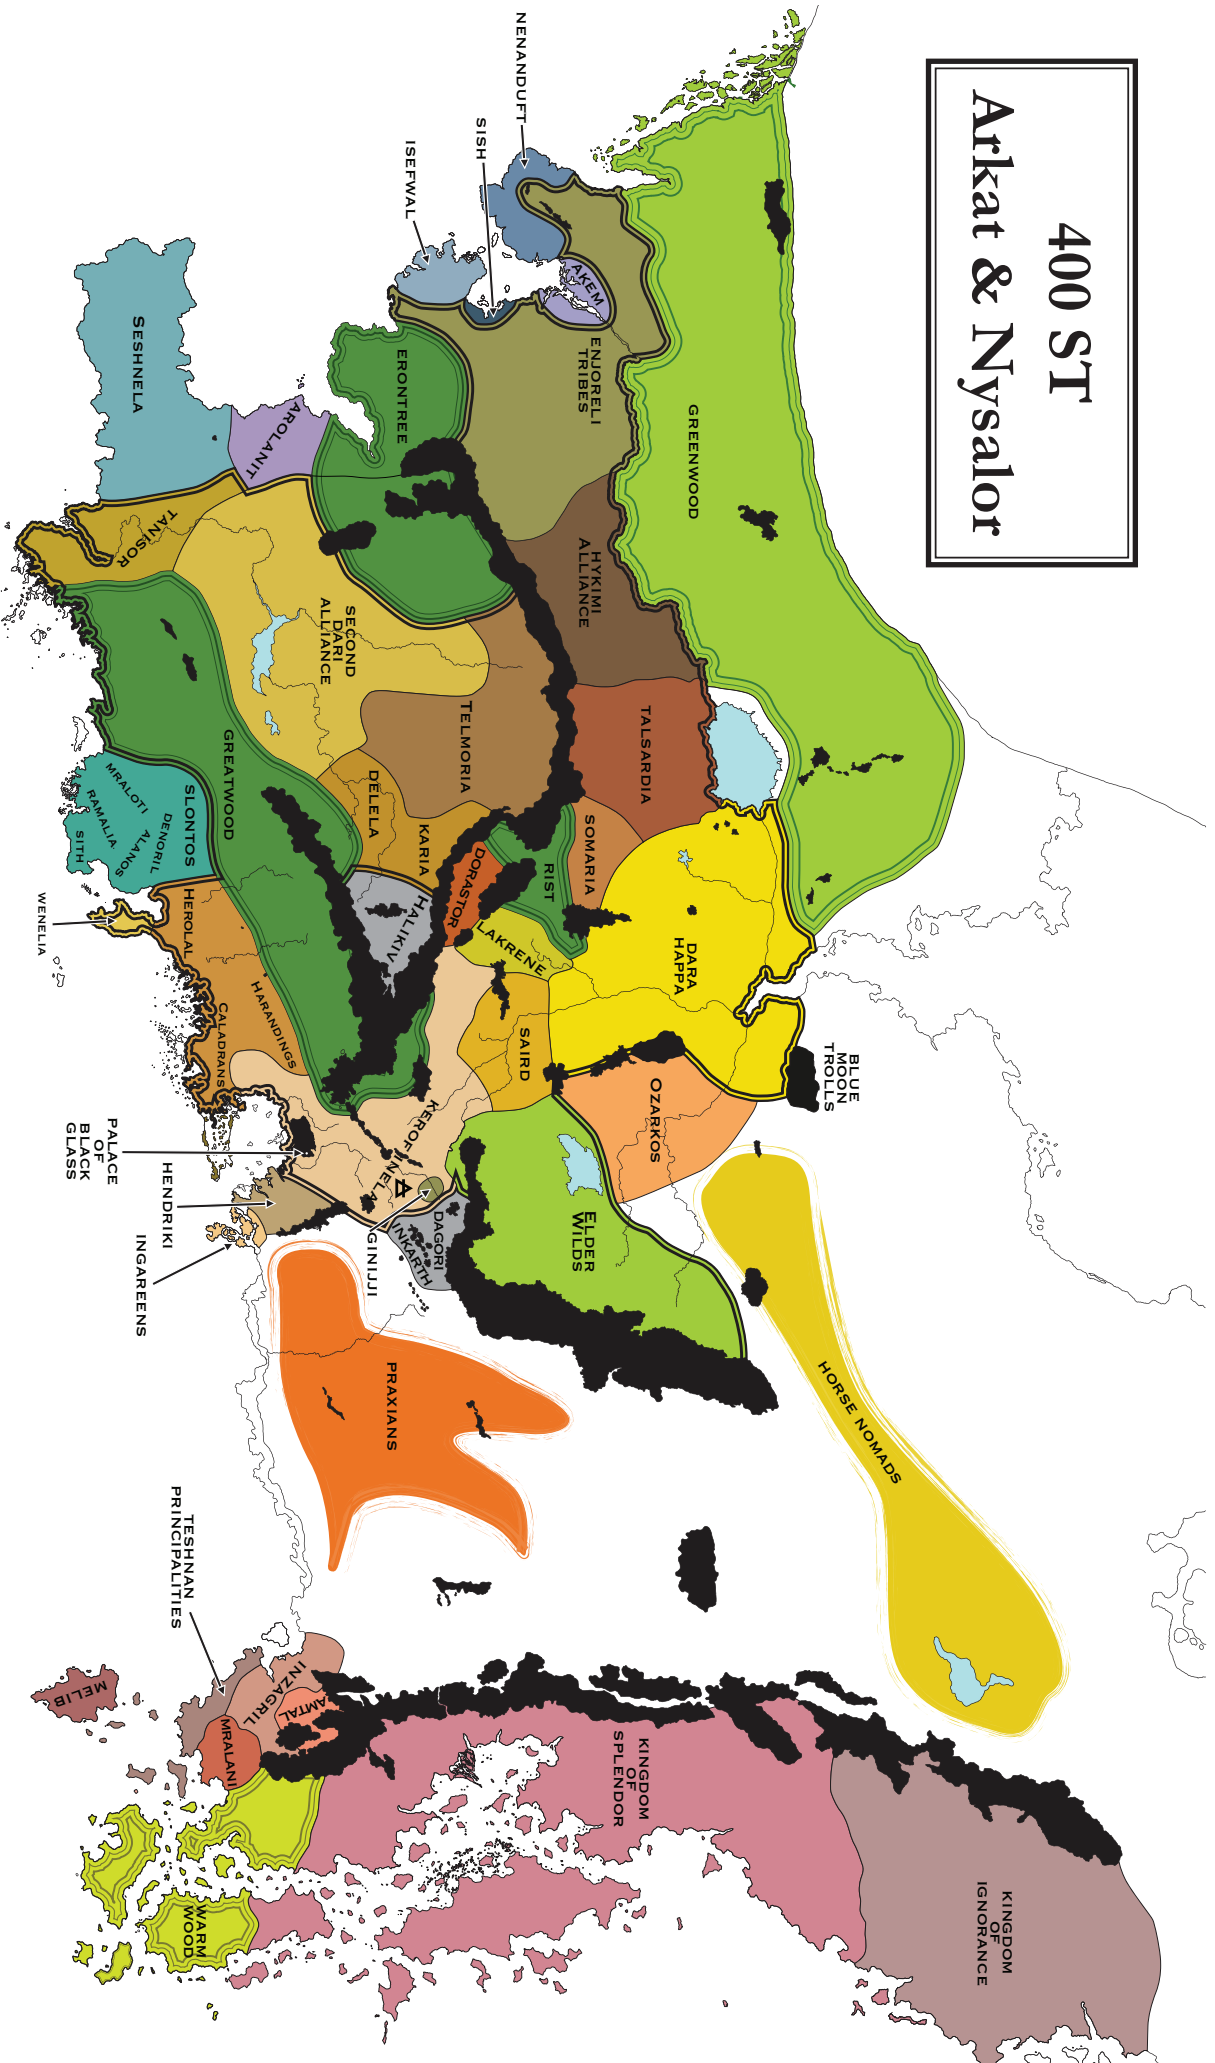 400 ST
Arkat & Nysalor
NENANDUFT
SISH
ISEFWAL
AKEM
ENJORELI
TRIBES
GREENWOOD
SESHNELA
AROLANIT
ERONTREE
HYKIMI
ALLIANCE
TANISOR
SECOND
DARI
ALLIANCE
TELMORIA
TALSARDIA
GREATWOOD
DELELA
KARIA
SOMARIA
RIST
DORASTOR
HALIKIV
LAKRENE
DARA
HAPPA
SLONTOS
MRALOTI
RAMALIA
DENORIL
ALANOS
SITH
WENELIA
HEROLAL
HARANDINGS
CALADRANS
SAIRD
OZARKOS
BLUE
MOON
TROLLS
KEROFINELA
PALACE
OF
BLACK
GLASS
HENDRIKI
INGAREENS
GINIJJI
DAGORI
INKARTH
ELDER
WILDS
PRAXIANS
HORSE NOMADS
TESHNAN
PRINCIPALITIES
MELIB
INZAGRIL
AMTAL
MRALANI
KINGDOM
OF
SPLENDOR
KINGDOM
OF
IGNORANCE
WARM
WOOD